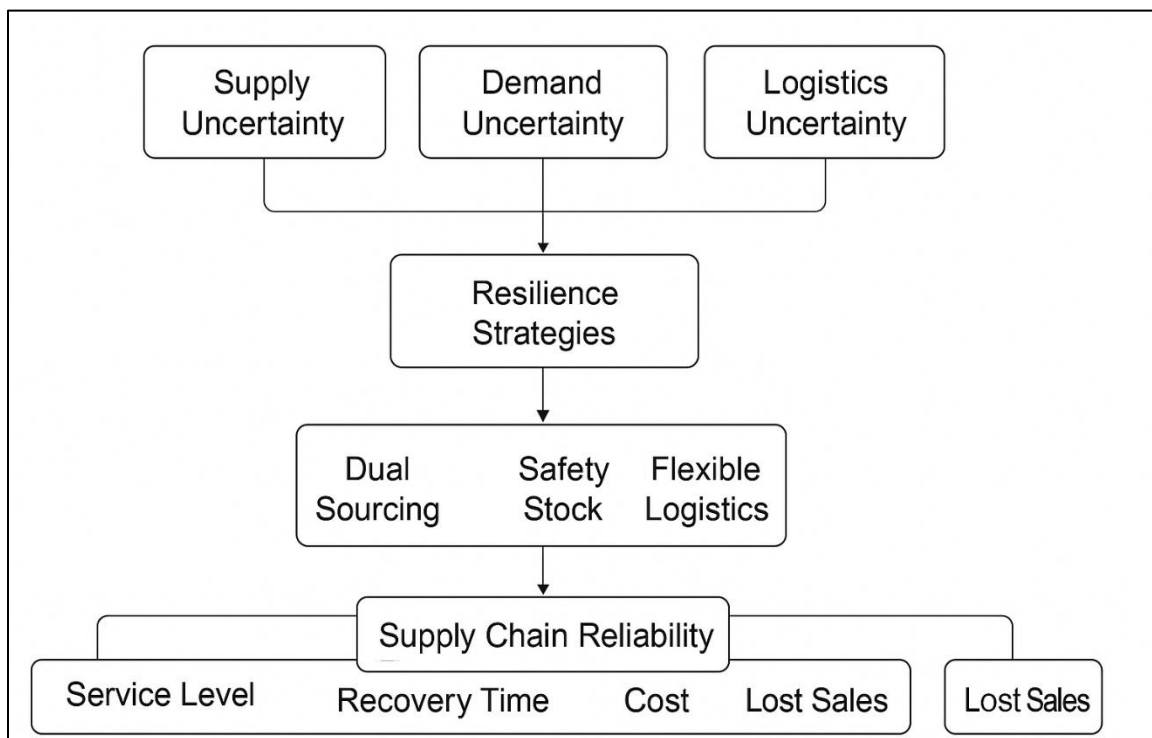 Supply
Uncertainty
Demand
Uncertainty
Logistics
Uncertainty
Resilience
Strategies
Dual
Sourcing
Safety
Stock
Flexible
Logistics
Supply Chain Reliability
Service Level
Recovery Time
Cost
Lost Sales
Lost Sales